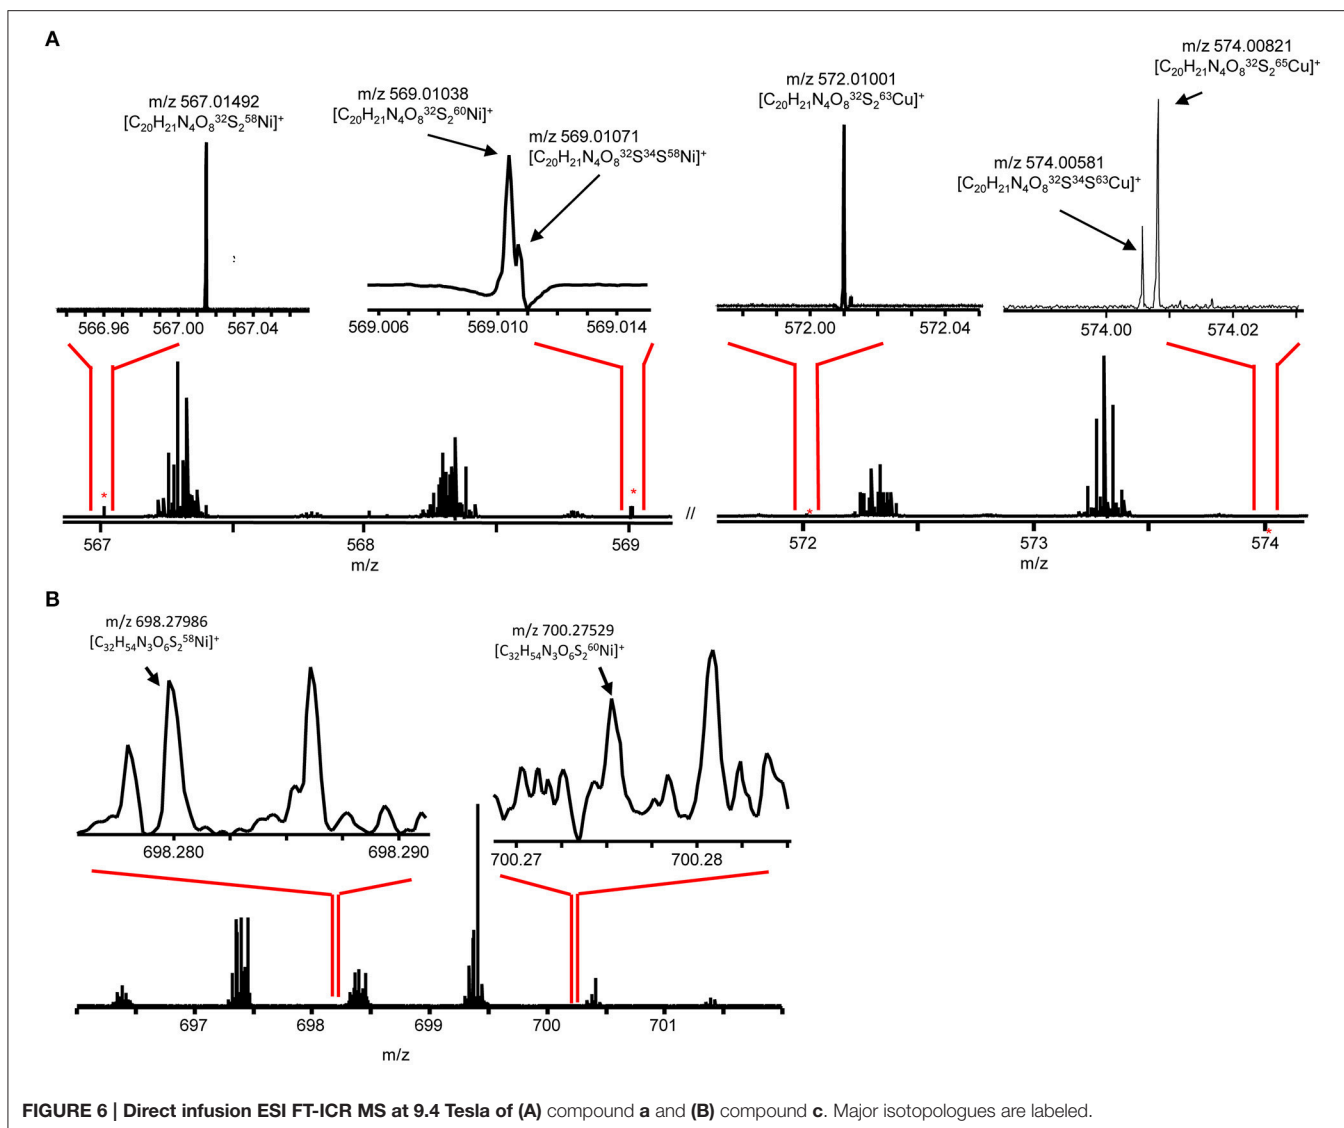 A
m/z 567.01492
[C₂₀H₂₁N₄O₈³²S₂⁵⁸Ni]⁺
m/z 569.01038
[C₂₀H₂₁N₄O₈³²S₂⁶⁰Ni]⁺
m/z 569.01071
[C₂₀H₂₁N₄O₈³²S³⁴S⁵⁸Ni]⁺
m/z 572.01001
[C₂₀H₂₁N₄O₈³²S₂⁶³Cu]⁺
m/z 574.00821
[C₂₀H₂₁N₄O₈³²S₂⁶⁵Cu]⁺
m/z 574.00581
[C₂₀H₂₁N₄O₈³²S³⁴S⁶³Cu]⁺
566.96 567.00 567.04
569.006 569.010 569.014
572.00 572.04
574.00 574.02
* * * *
567 568 569 // 572 573 574
m/z m/z
B
m/z 698.27986
[C₃₂H₅₄N₃O₆S₂⁵⁸Ni]⁺
m/z 700.27529
[C₃₂H₅₄N₃O₆S₂⁶⁰Ni]⁺
698.280 698.290
700.27 700.28
697 698 699 700 701
m/z
FIGURE 6 | Direct infusion ESI FT-ICR MS at 9.4 Tesla of (A) compound a and (B) compound c. Major isotopologues are labeled.